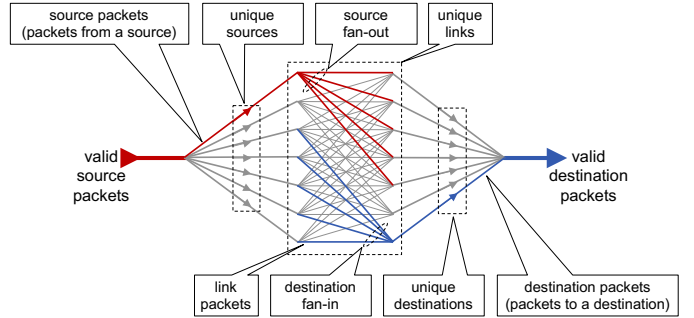 source packets
(packets from a source)
unique
sources
source
fan-out
unique
links
valid
source
packets
valid
destination
packets
link
packets
destination
fan-in
unique
destinations
destination packets
(packets to a destination)